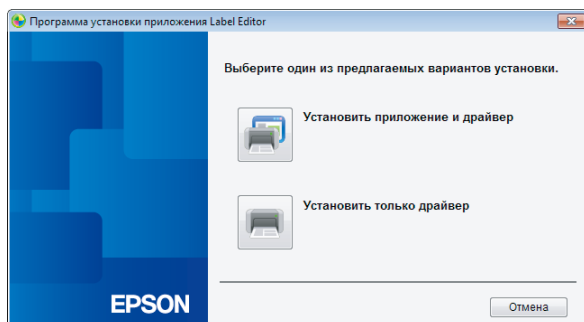 Программа установки приложения Label Editor
Выберите один из предлагаемых вариантов установки.
Установить приложение и драйвер
Установить только драйвер
EPSON
Отмена